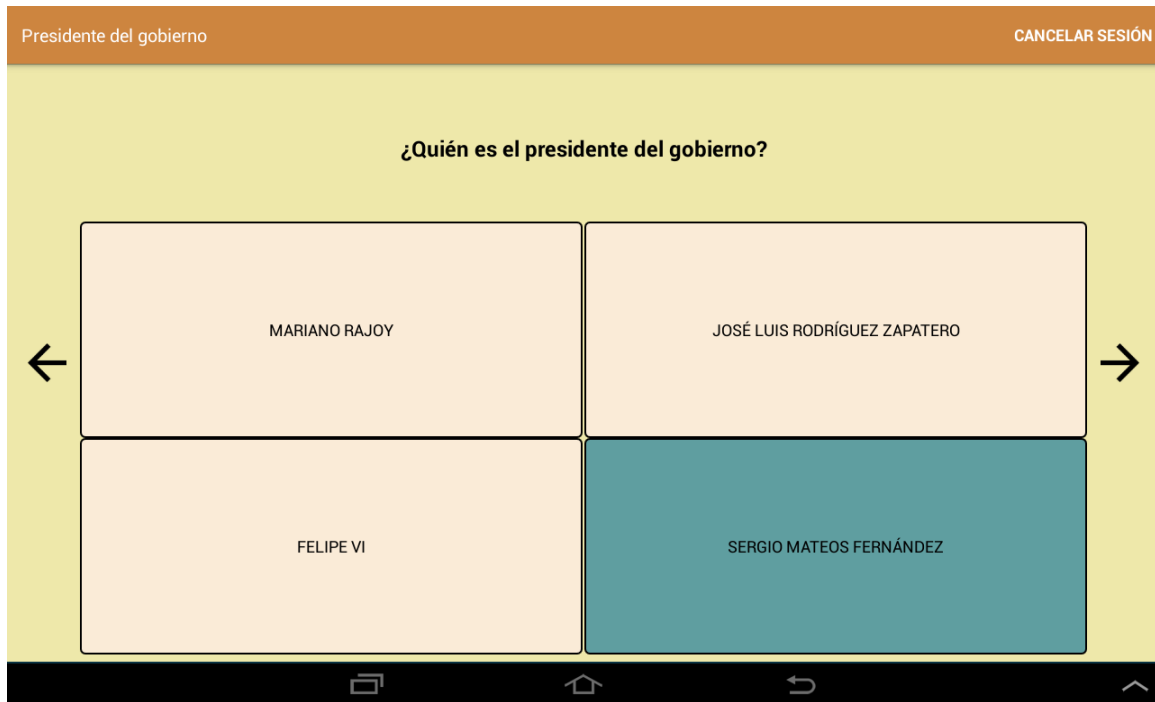 Presidente del gobierno
CANCELAR SESIÓN
¿Quién es el presidente del gobierno?
MARIANO RAJOY
JOSÉ LUIS RODRÍGUEZ ZAPATERO
FELIPE VI
SERGIO MATEOS FERNÁNDEZ